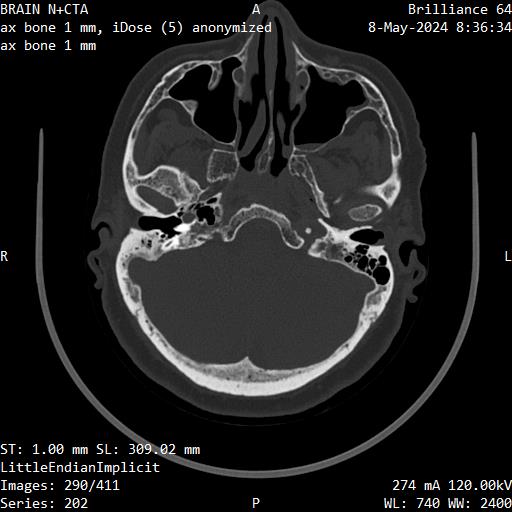 BRAIN N+CTA
A
Brilliance 64
ax bone 1 mm, iDose (5) anonymized
8-May-2024 8:36:34
ax bone 1 mm
R
L
ST: 1.00 mm SL: 309.02 mm
LittleEndianImplicit
Images: 290/411
274 mA 120.00kV
Series: 202
P
WL: 740 WW: 2400